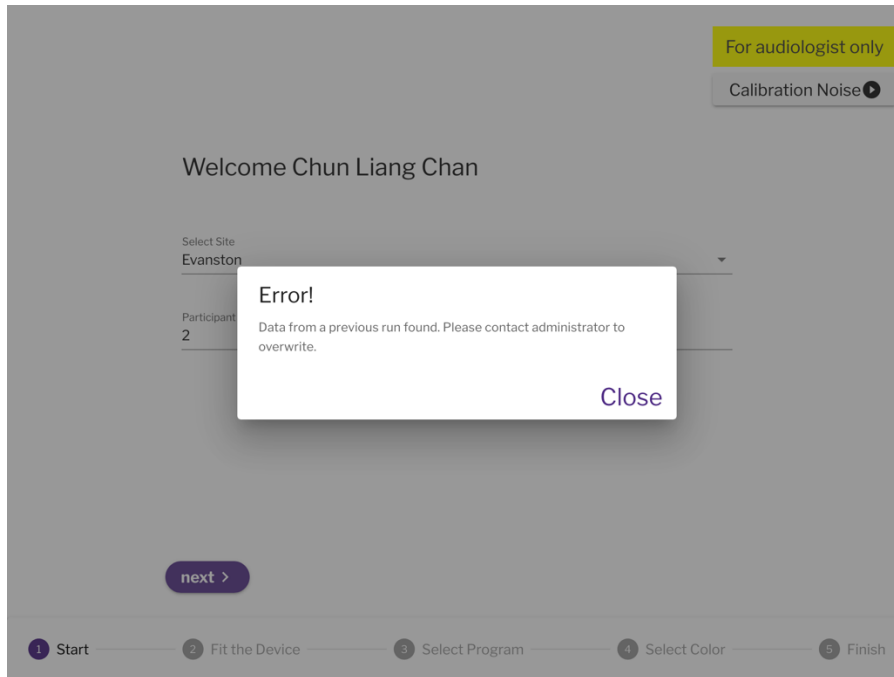 For audiologist only
Calibration Noise
Welcome Chun Liang Chan
Select Site
Evanston
Participant
2
Error!
Data from a previous run found. Please contact administrator to
overwrite.
Close
next
1 Start
2 Fit the Device
3 Select Program
4 Select Color
5 Finish